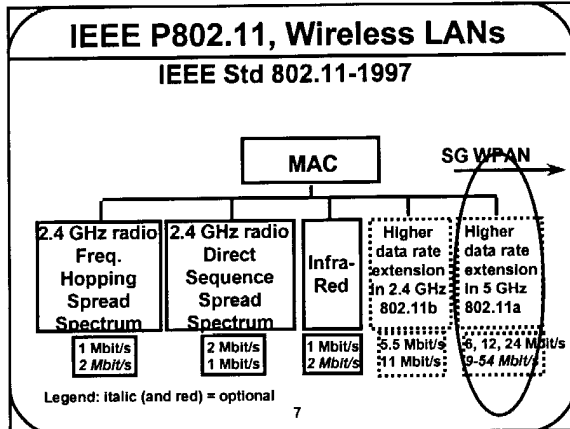 IEEE P802.11, Wireless LANs
IEEE Std 802.11-1997
MAC
SG WPAN
2.4 GHz radio
Freq.
Hopping
Spread
Spectrum
1 Mbit/s
2 Mbit/s
2.4 GHz radio
Direct
Sequence
Spread
Spectrum
2 Mbit/s
1 Mbit/s
Infra-
Red
1 Mbit/s
2 Mbit/s
Higher
data rate
extension
in 2.4 GHz
802.11b
5.5 Mbit/s
11 Mbit/s
Higher
data rate
extension
in 5 GHz
802.11a
6, 12, 24 Mbit/s
9-54 Mbit/s
Legend: italic (and red) = optional
7